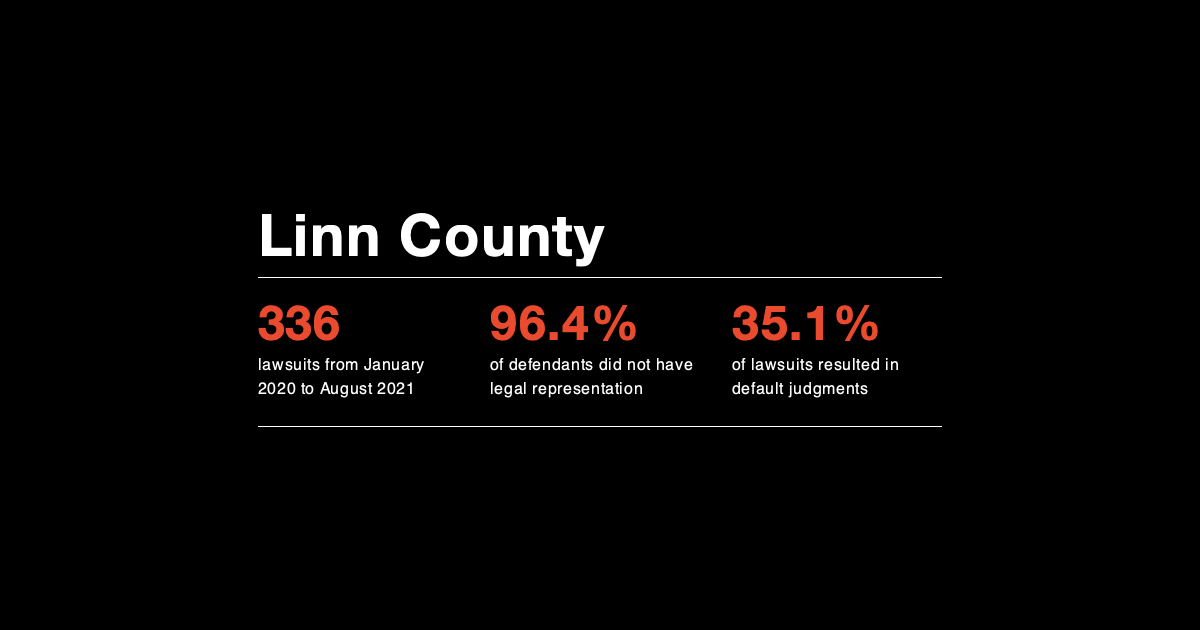 Linn County
336
lawsuits from January
2020 to August 2021
96.4%
of defendants did not have
legal representation
35.1%
of lawsuits resulted in
default judgments